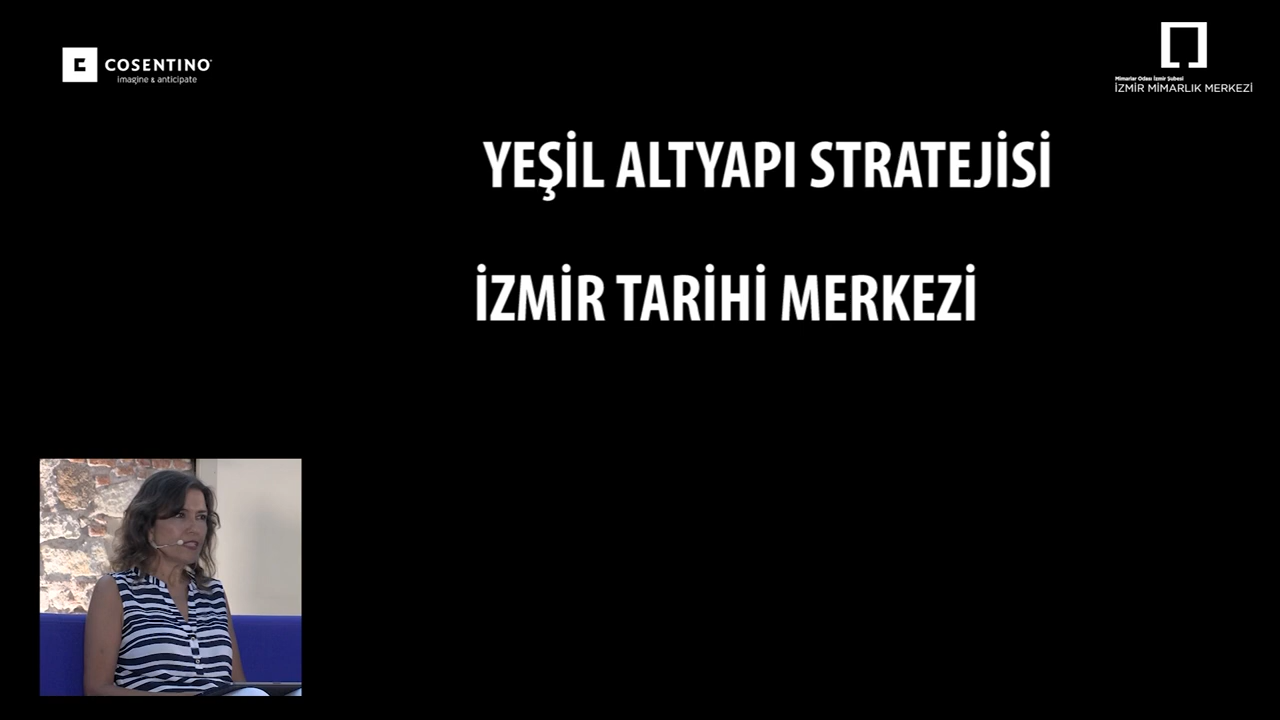 COSENTINO
imagine & anticipate
Mimarlar Odası İzmir Şubesi
İZMİR MİMARLIK MERKEZİ
YEŞİL ALTYAPI STRATEJİSİ
İZMİR TARİHİ MERKEZİ